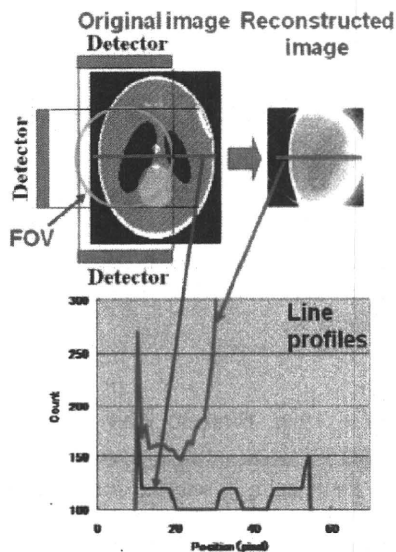 Original image
Reconstructed
image
Detector
Detector
FOV
Detector
Line
profiles
300
250
200
150
100
Count
0
20
40
60
Position(pixel)